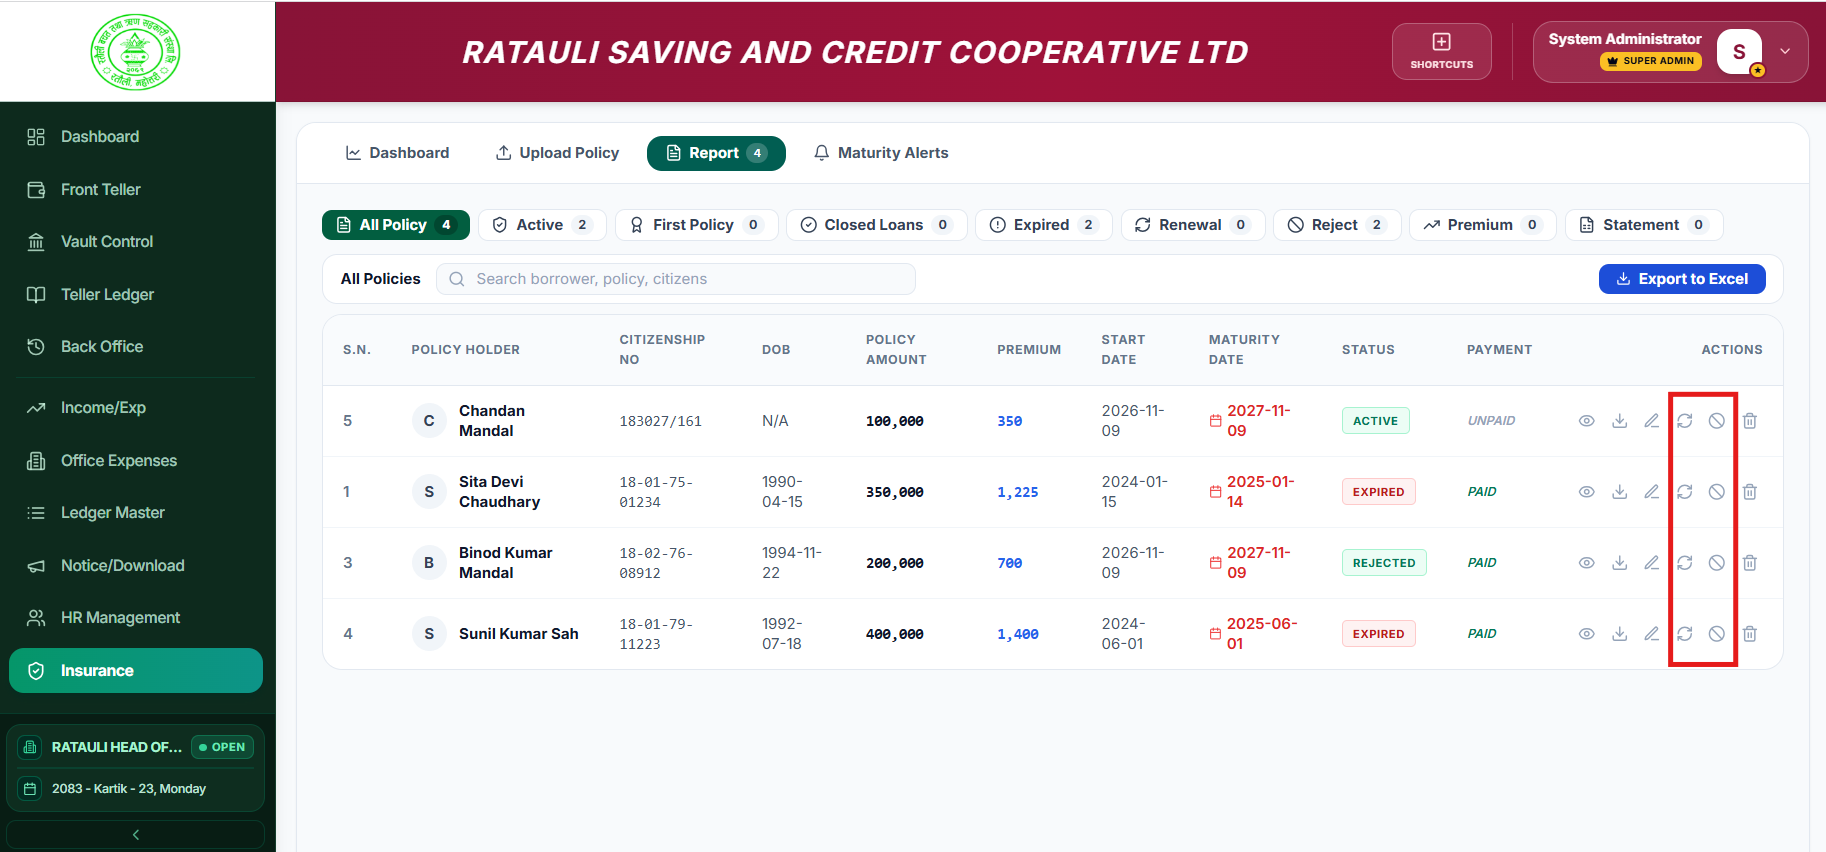 RATAULI SAVING AND CREDIT COOPERATIVE LTD
SHORTCUTS
System Administrator
SUPER ADMIN
S
Dashboard
Front Teller
Vault Control
Teller Ledger
Back Office
Income/Exp
Office Expenses
Ledger Master
Notice/Download
HR Management
Insurance
RATAULI HEAD OF... OPEN
2083 - Kartik - 23, Monday
Dashboard Upload Policy Report 4 Maturity Alerts
All Policy 4 Active 2 First Policy 0 Closed Loans 0 Expired 2 Renewal 0 Reject 2 Premium 0 Statement 0
All Policies Search borrower, policy, citizens Export to Excel
S.N. POLICY HOLDER CITIZENSHIP NO DOB POLICY AMOUNT PREMIUM START DATE MATURITY DATE STATUS PAYMENT ACTIONS
5 C Chandan Mandal 183027/161 N/A 100,000 350 2026-11-09 2027-11-09 ACTIVE UNPAID
1 S Sita Devi Chaudhary 18-01-75-01234 1990-04-15 350,000 1,225 2024-01-15 2025-01-14 EXPIRED PAID
3 B Binod Kumar Mandal 18-02-76-08912 1994-11-22 200,000 700 2026-11-09 2027-11-09 REJECTED PAID
4 S Sunil Kumar Sah 18-01-79-11223 1992-07-18 400,000 1,400 2024-06-01 2025-06-01 EXPIRED PAID